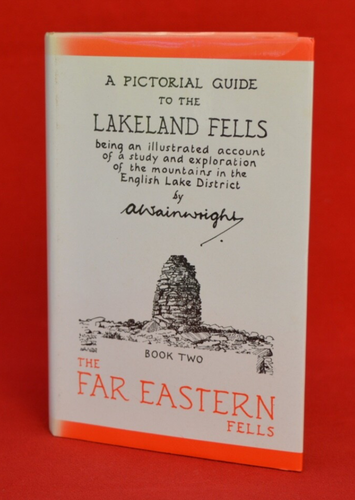 A PICTORIAL GUIDE
TO THE
LAKELAND FELLS
being an illustrated account
of a study and exploration
of the mountains in the
English Lake District
by
AWainwright
BOOK TWO
THE
FAR EASTERN
FELLS